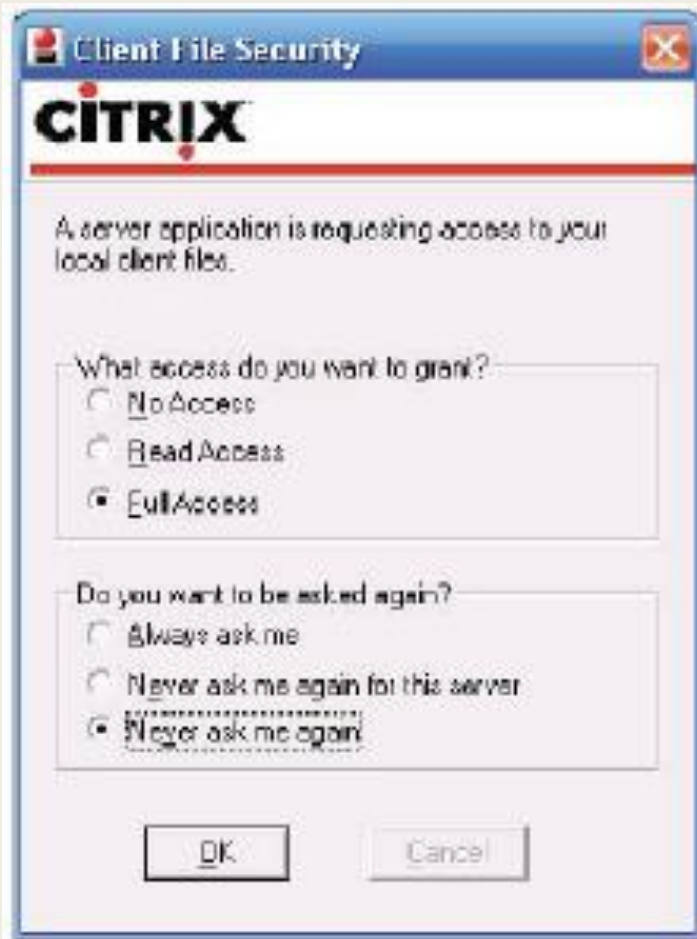 Client File Security
CİTRIX
A server application is requesting access to your
local client files.
What access do you want to grant?
No Access
Read Access
Full Access
Do you want to be asked again?
Always ask me
Never ask me again for this server
Never ask me again
OK
Cancel